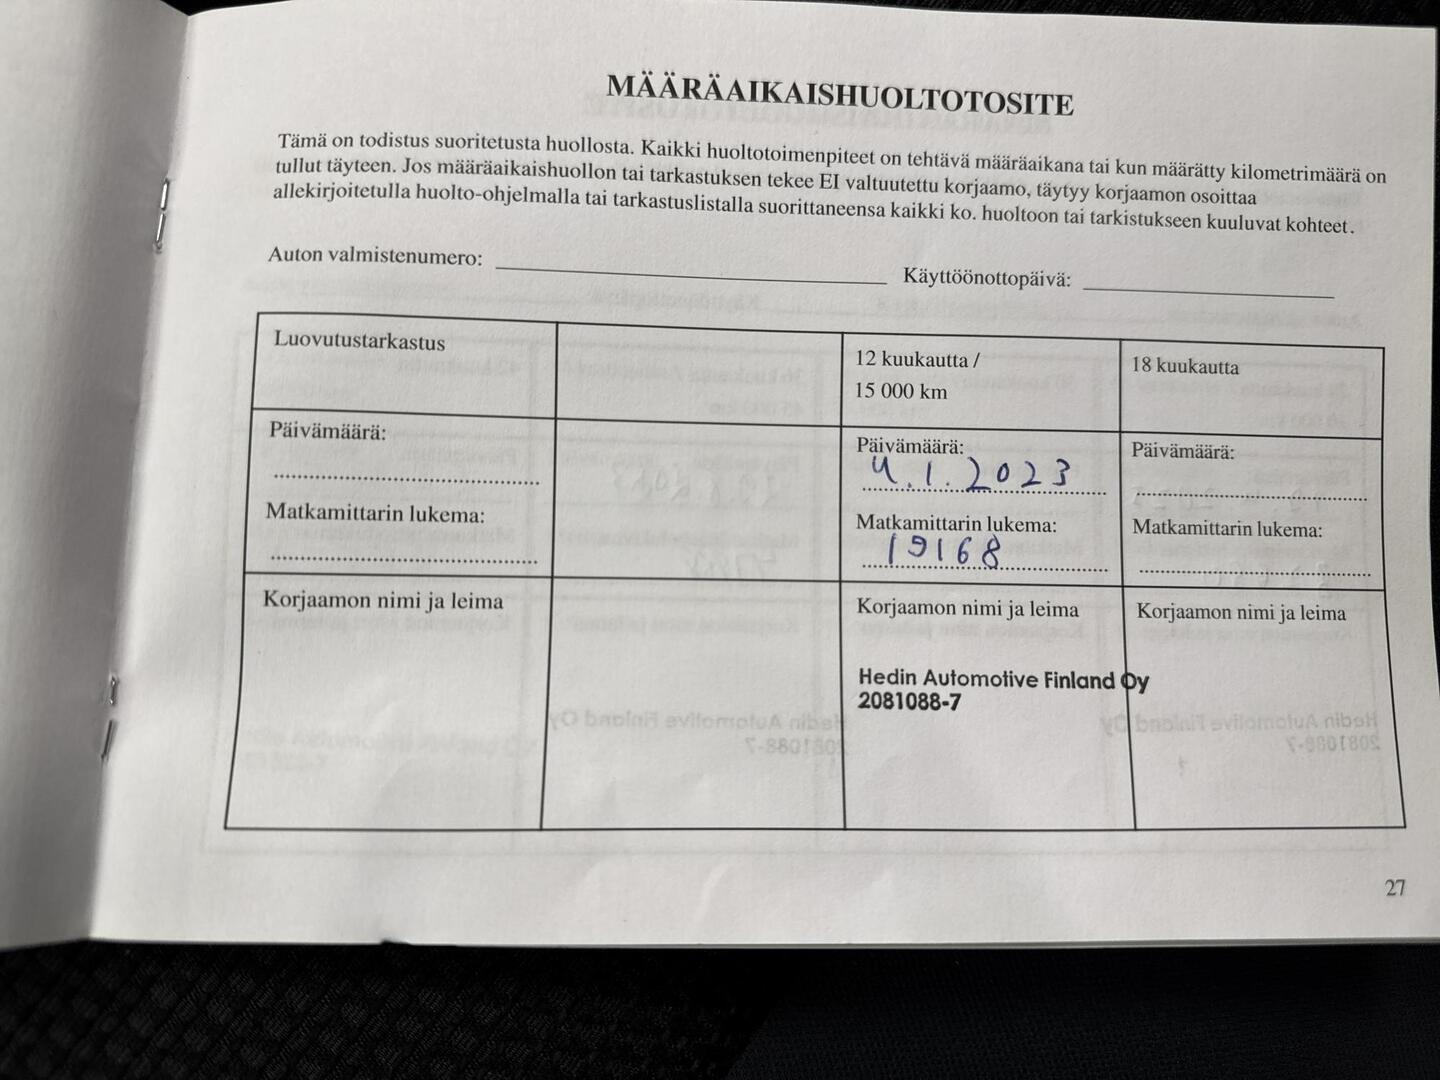 MÄÄRÄAIKAISHUOLTOTOSITE
Tämä on todistus suoritetusta huollosta. Kaikki huoltotoimenpiteet on tehtävä määräaikana tai kun määrätty kilometrimäärä on
tullut täyteen. Jos määräaikaishuollon tai tarkastuksen tekee EI valtuutettu korjaamo, täytyy korjaamon osoittaa
allekirjoitetulla huolto-ohjelmalla tai tarkastuslistalla suorittaneensa kaikki ko. huoltoon tai tarkistukseen kuuluvat kohteet.
Auton valmistenumero:
Käyttöönottopäivä:
Luovutustarkastus
12 kuukautta /
15 000 km
18 kuukautta
Päivämäärä:
Matkamittarin lukema:
Päivämäärä:
4.1.2023
Matkamittarin lukema:
19168
Päivämäärä:
Matkamittarin lukema:
Korjaamon nimi ja leima
Korjaamon nimi ja leima
Hedin Automotive Finland Oy
2081088-7
Korjaamon nimi ja leima
27